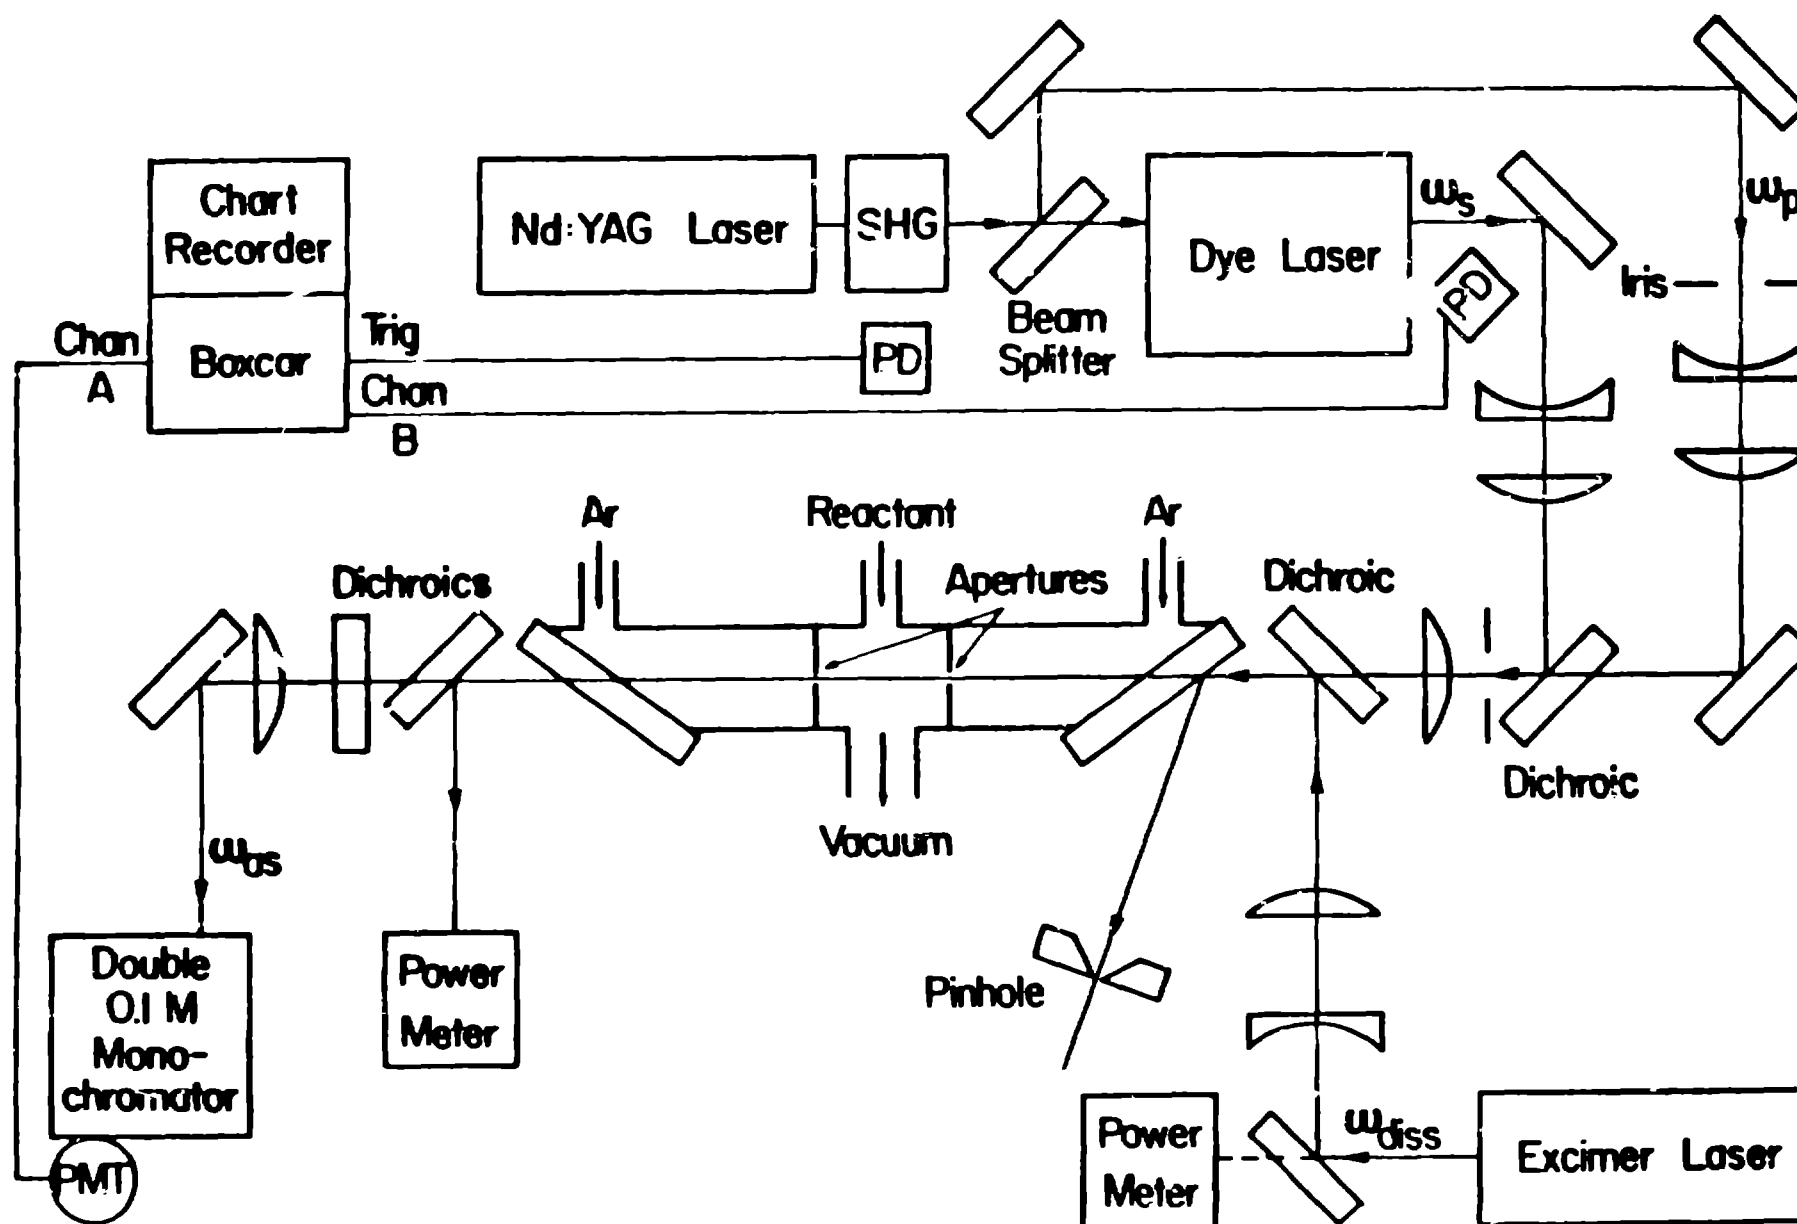 Chart
Recorder
Boxcar
Chan
A
Trig
Chan
B
Nd:YAG Laser
SHG
PD
Beam
Splitter
Dye Laser
ωs
PD
ωp
Iris
Ar
Reactant
Ar
Dichroics
Apertures
Dichroic
Dichroic
Vacuum
ωas
Double
0.1 M
Mono-
chromator
PMT
Power
Meter
Pinhole
Power
Meter
ωdiss
Excimer Laser